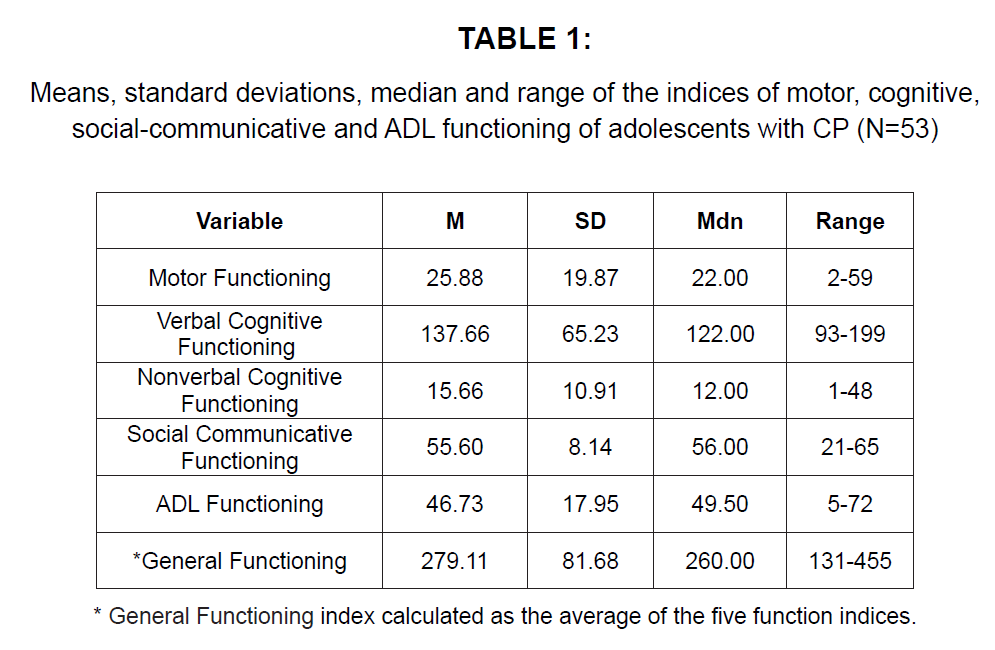 TABLE 1:
Means, standard deviations, median and range of the indices of motor, cognitive,
social-communicative and ADL functioning of adolescents with CP (N=53)
Variable M SD Mdn Range
Motor Functioning 25.88 19.87 22.00 2-59
Verbal Cognitive
Functioning 137.66 65.23 122.00 93-199
Nonverbal Cognitive
Functioning 15.66 10.91 12.00 1-48
Social Communicative
Functioning 55.60 8.14 56.00 21-65
ADL Functioning 46.73 17.95 49.50 5-72
*General Functioning 279.11 81.68 260.00 131-455
* General Functioning index calculated as the average of the five function indices.